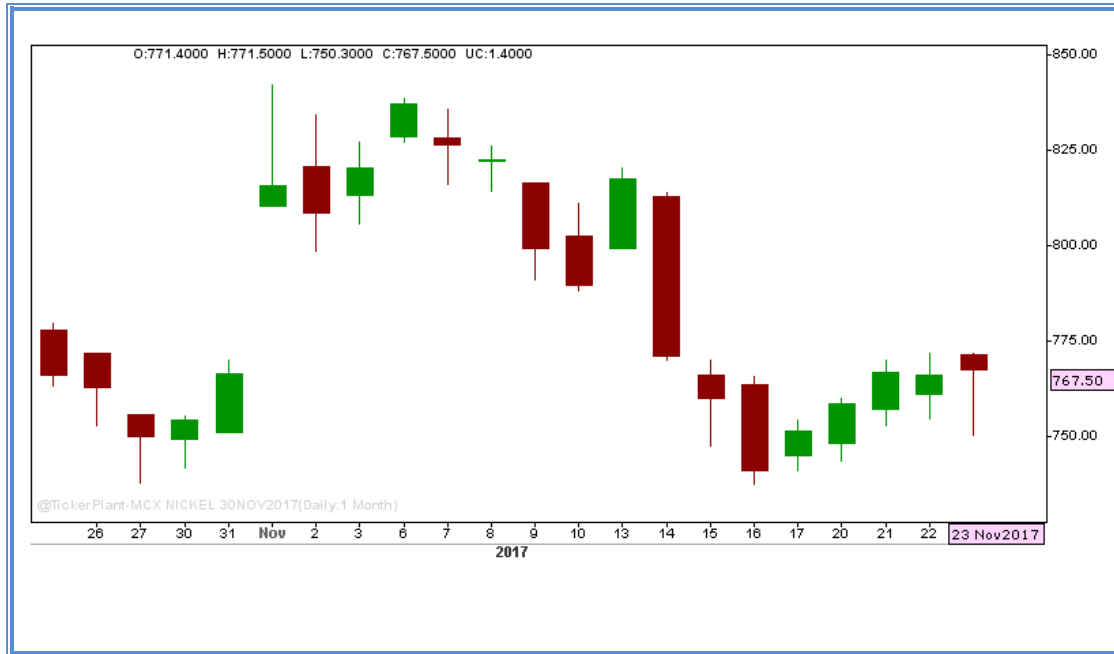 O:771.4000 H:771.5000 L:750.3000 C:767.5000 UC:1.4000
850.00
825.00
800.00
775.00
767.50
750.00
@TickerPlant-MCX NICKEL 30NOV2017(Daily:1 Month)
26 27 30 31 Nov 2 3 6 7 8 9 10 13 14 15 16 17 20 21 22 23 Nov2017
2017